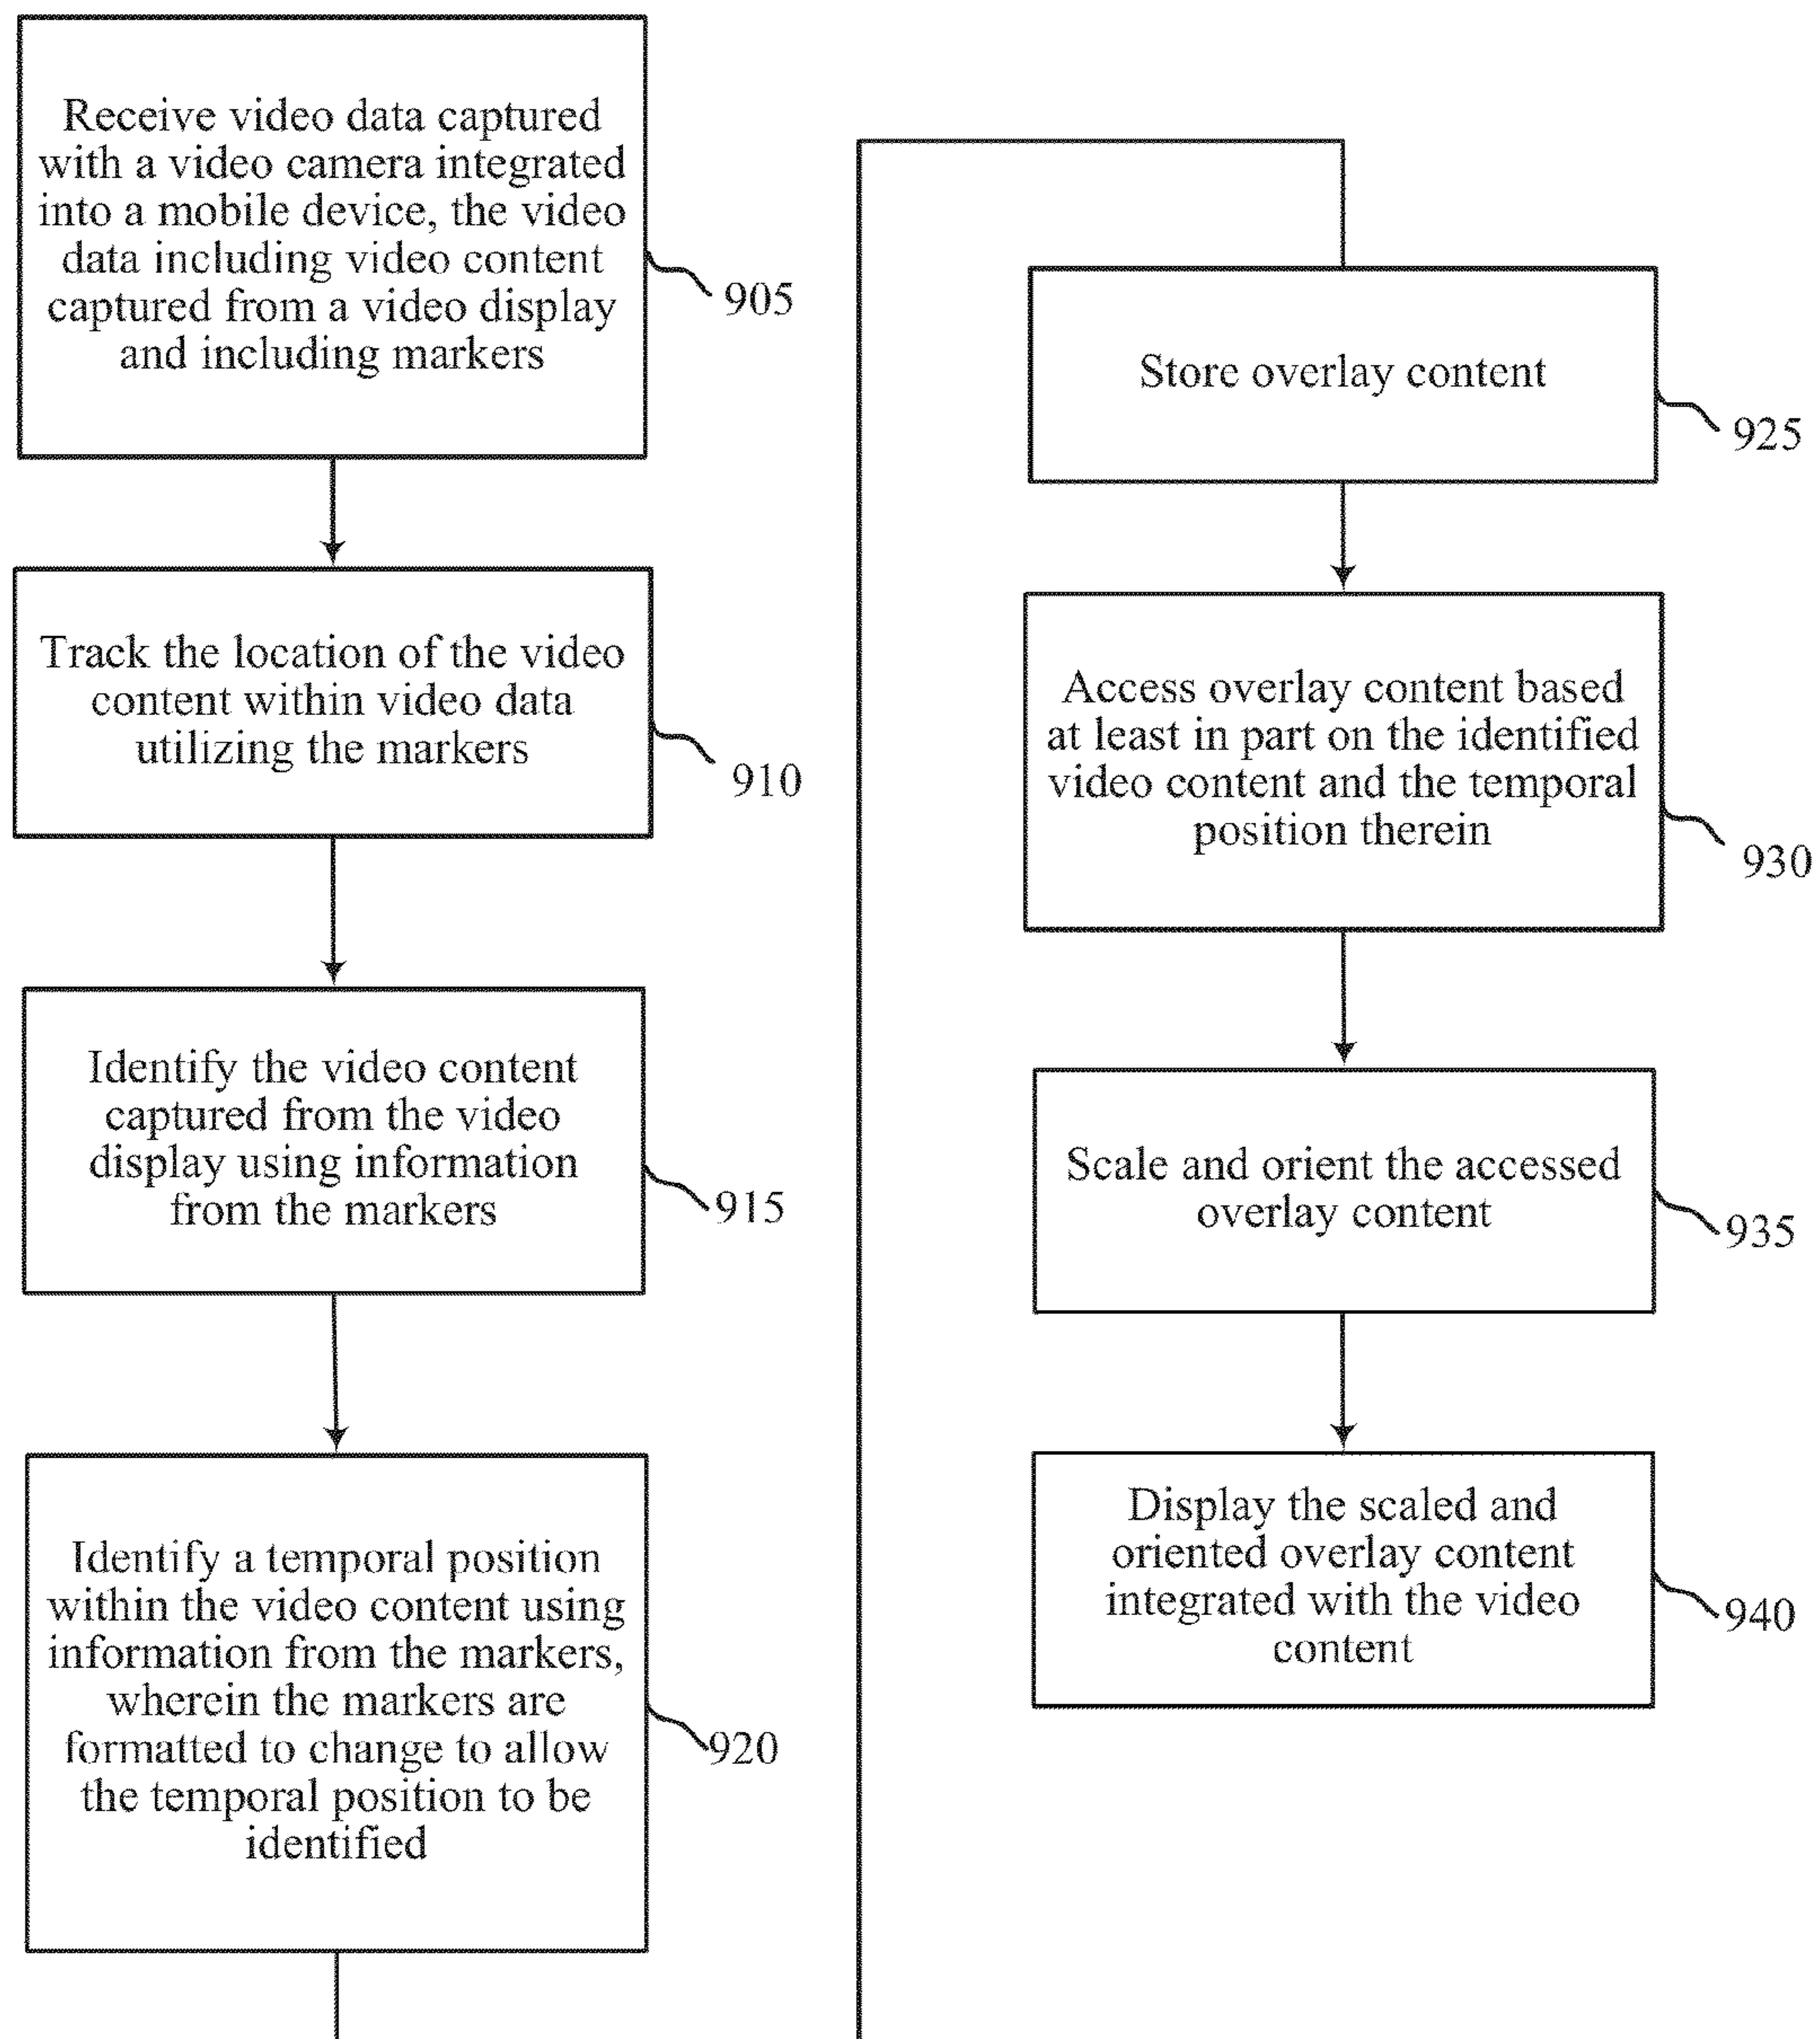 Receive video data captured
with a video camera integrated
into a mobile device, the video
data including video content
captured from a video display
and including markers
905
Track the location of the video
content within video data
utilizing the markers
910
Identify the video content
captured from the video
display using information
from the markers
915
Identify a temporal position
within the video content using
information from the markers,
wherein the markers are
formatted to change to allow
the temporal position to be
identified
920
Store overlay content
925
Access overlay content based
at least in part on the identified
video content and the temporal
position therein
930
Scale and orient the accessed
overlay content
935
Display the scaled and
oriented overlay content
integrated with the video
content
940